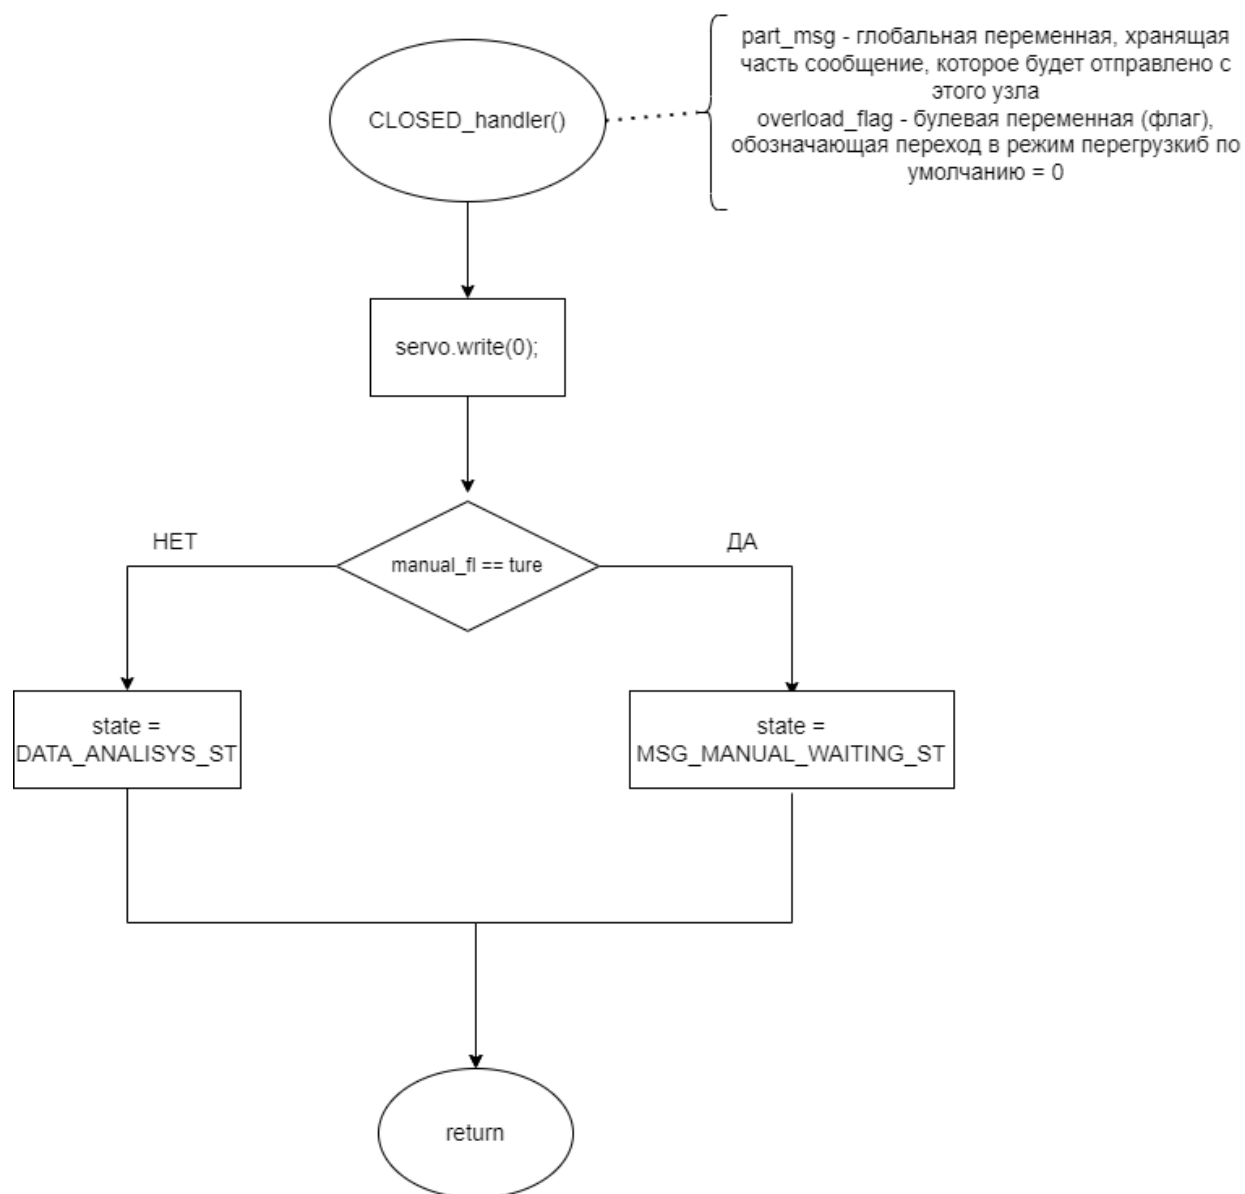 part_msg - глобальная переменная, хранящая
часть сообщение, которое будет отправлено с
этого узла
overload_flag - булевая переменная (флаг),
обозначающая переход в режим перегрузкиб по
умолчанию = 0
CLOSED_handler()
servo.write(0);
НЕТ
ДА
manual_fl == ture
state =
DATA_ANALISYS_ST
state =
MSG_MANUAL_WAITING_ST
return